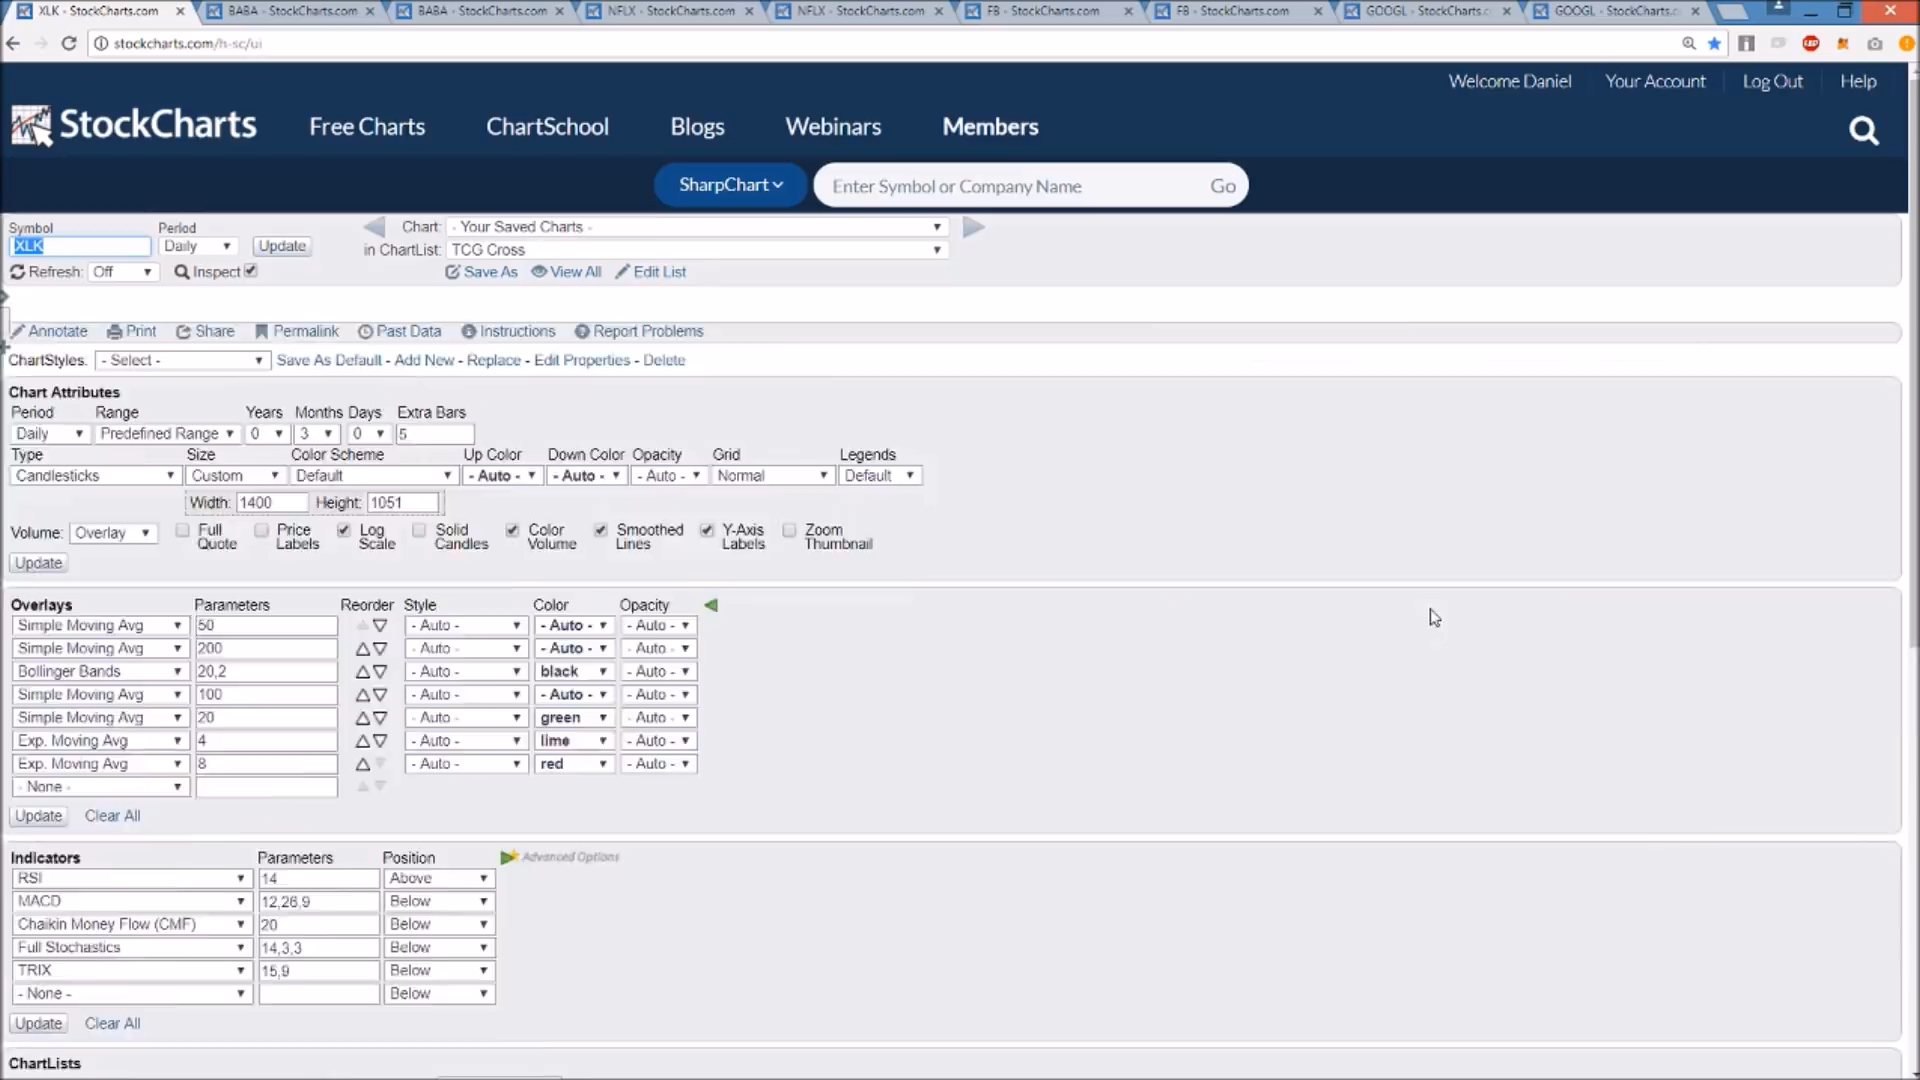 XLK - StockCharts.com BABA - StockCharts.com BABA - StockCharts.com NFLX - StockCharts.com NFLX - StockCharts.com FB - StockCharts.com FB - StockCharts.com GOOGL - StockCharts.c GOOGL - StockCharts.c
stockcharts.com/h-sc/ui
Welcome Daniel Your Account Log Out Help
StockCharts Free Charts ChartSchool Blogs Webinars Members
SharpChart Enter Symbol or Company Name Go
Symbol Period Chart: - Your Saved Charts -
XLK Daily Update in ChartList: TCG Cross
Refresh: Off Inspect Save As View All Edit List
Annotate Print Share Permalink Past Data Instructions Report Problems
ChartStyles. - Select - Save As Default - Add New - Replace - Edit Properties - Delete
Chart Attributes
Period Range Years Months Days Extra Bars
Daily Predefined Range 0 3 0 5
Type Size Color Scheme Up Color Down Color Opacity Grid Legends
Candlesticks Custom Default - Auto - - Auto - - Auto - Normal Default
Width: 1400 Height: 1051
Volume: Overlay Full Quote Price Labels Log Scale Solid Candles Color Volume Smoothed Lines Y-Axis Labels Zoom Thumbnail
Update
Overlays Parameters Reorder Style Color Opacity
Simple Moving Avg 50 - Auto - - Auto - - Auto -
Simple Moving Avg 200 - Auto - - Auto - - Auto -
Bollinger Bands 20,2 - Auto - black - Auto -
Simple Moving Avg 100 - Auto - - Auto - - Auto -
Simple Moving Avg 20 - Auto - green - Auto -
Exp. Moving Avg 4 - Auto - lime - Auto -
Exp. Moving Avg 8 - Auto - red - Auto -
- None -
Update Clear All
Indicators Parameters Position Advanced Options
RSI 14 Above
MACD 12,26,9 Below
Chaikin Money Flow (CMF) 20 Below
Full Stochastics 14,3,3 Below
TRIX 15,9 Below
- None - Below
Update Clear All
ChartLists